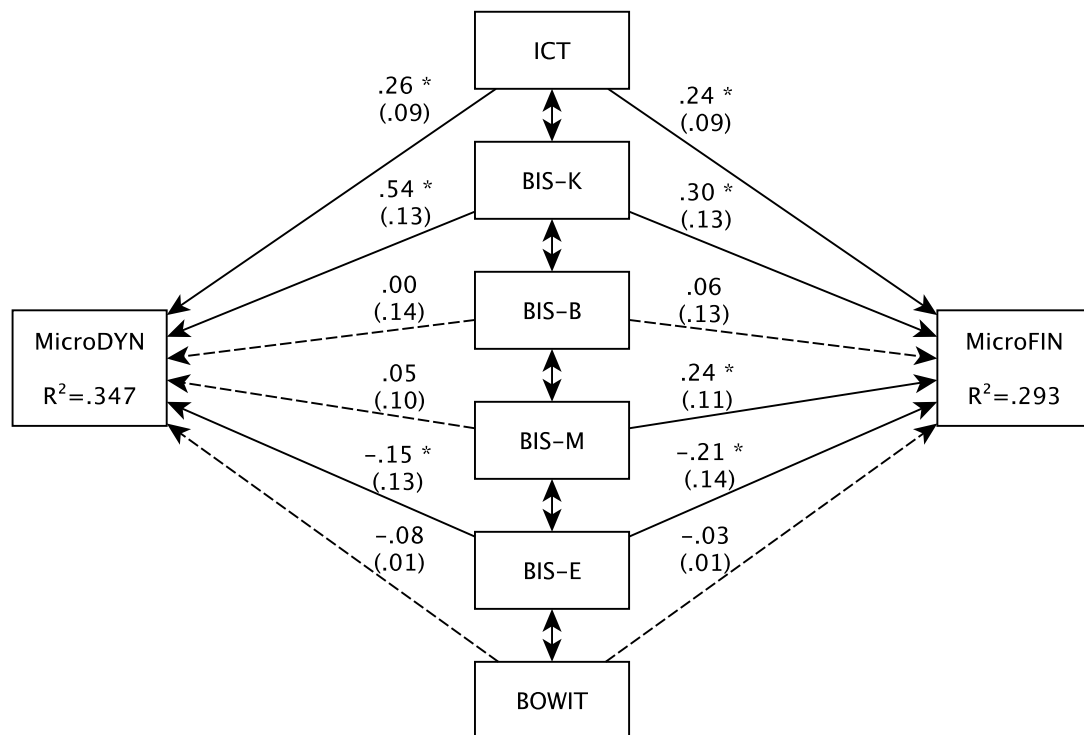 ICT
.26 *
(.09)
.24 *
(.09)
BIS-K
.54 *
(.13)
.30 *
(.13)
BIS-B
.00
(.14)
.06
(.13)
MicroDYN
R²=.347
MicroFIN
R²=.293
.05
(.10)
.24 *
(.11)
BIS-M
-.15 *
(.13)
-.21 *
(.14)
BIS-E
-.08
(.01)
-.03
(.01)
BOWIT